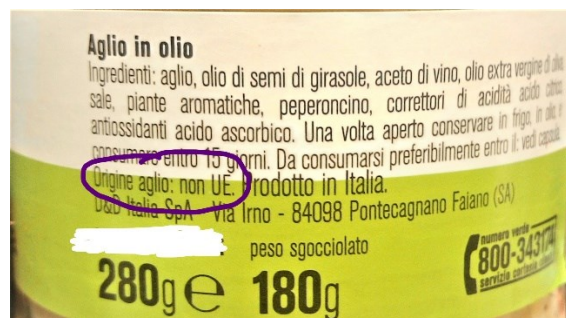 Aglio in olio
Ingredienti: aglio, olio di semi di girasole, aceto di vino, olio extra vergine di oliva,
sale, piante aromatiche, peperoncino, correttori di acidità acido citrico,
antiossidanti acido ascorbico. Una volta aperto conservare in frigo, in olio, e
consumare entro 15 giorni. Da consumarsi preferibilmente entro il: vedi capsula.
Origine aglio: non UE. Prodotto in Italia.
D&D Italia SpA Via Irno - 84098 Pontecagnano Faiano (SA)
peso sgocciolato
280g e 180g
numero verde
800-343174
servizio